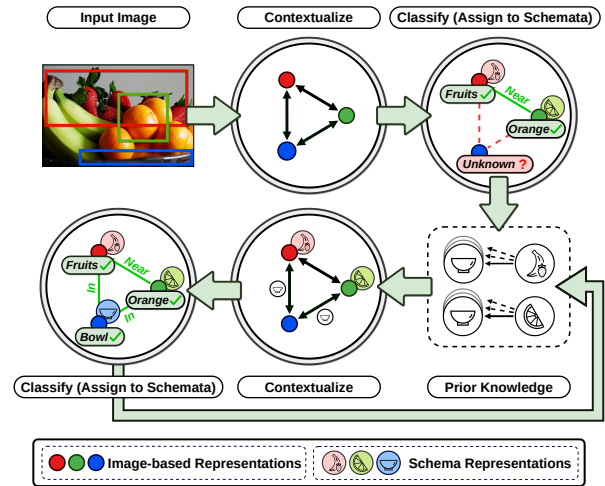 Input Image
Contextualize
Classify (Assign to Schemata)
Fruits
Near
Orange
Unknown ?
Fruits
Near
Orange
In
In
Bowl
Classify (Assign to Schemata)
Contextualize
Prior Knowledge
Image-based Representations
Schema Representations